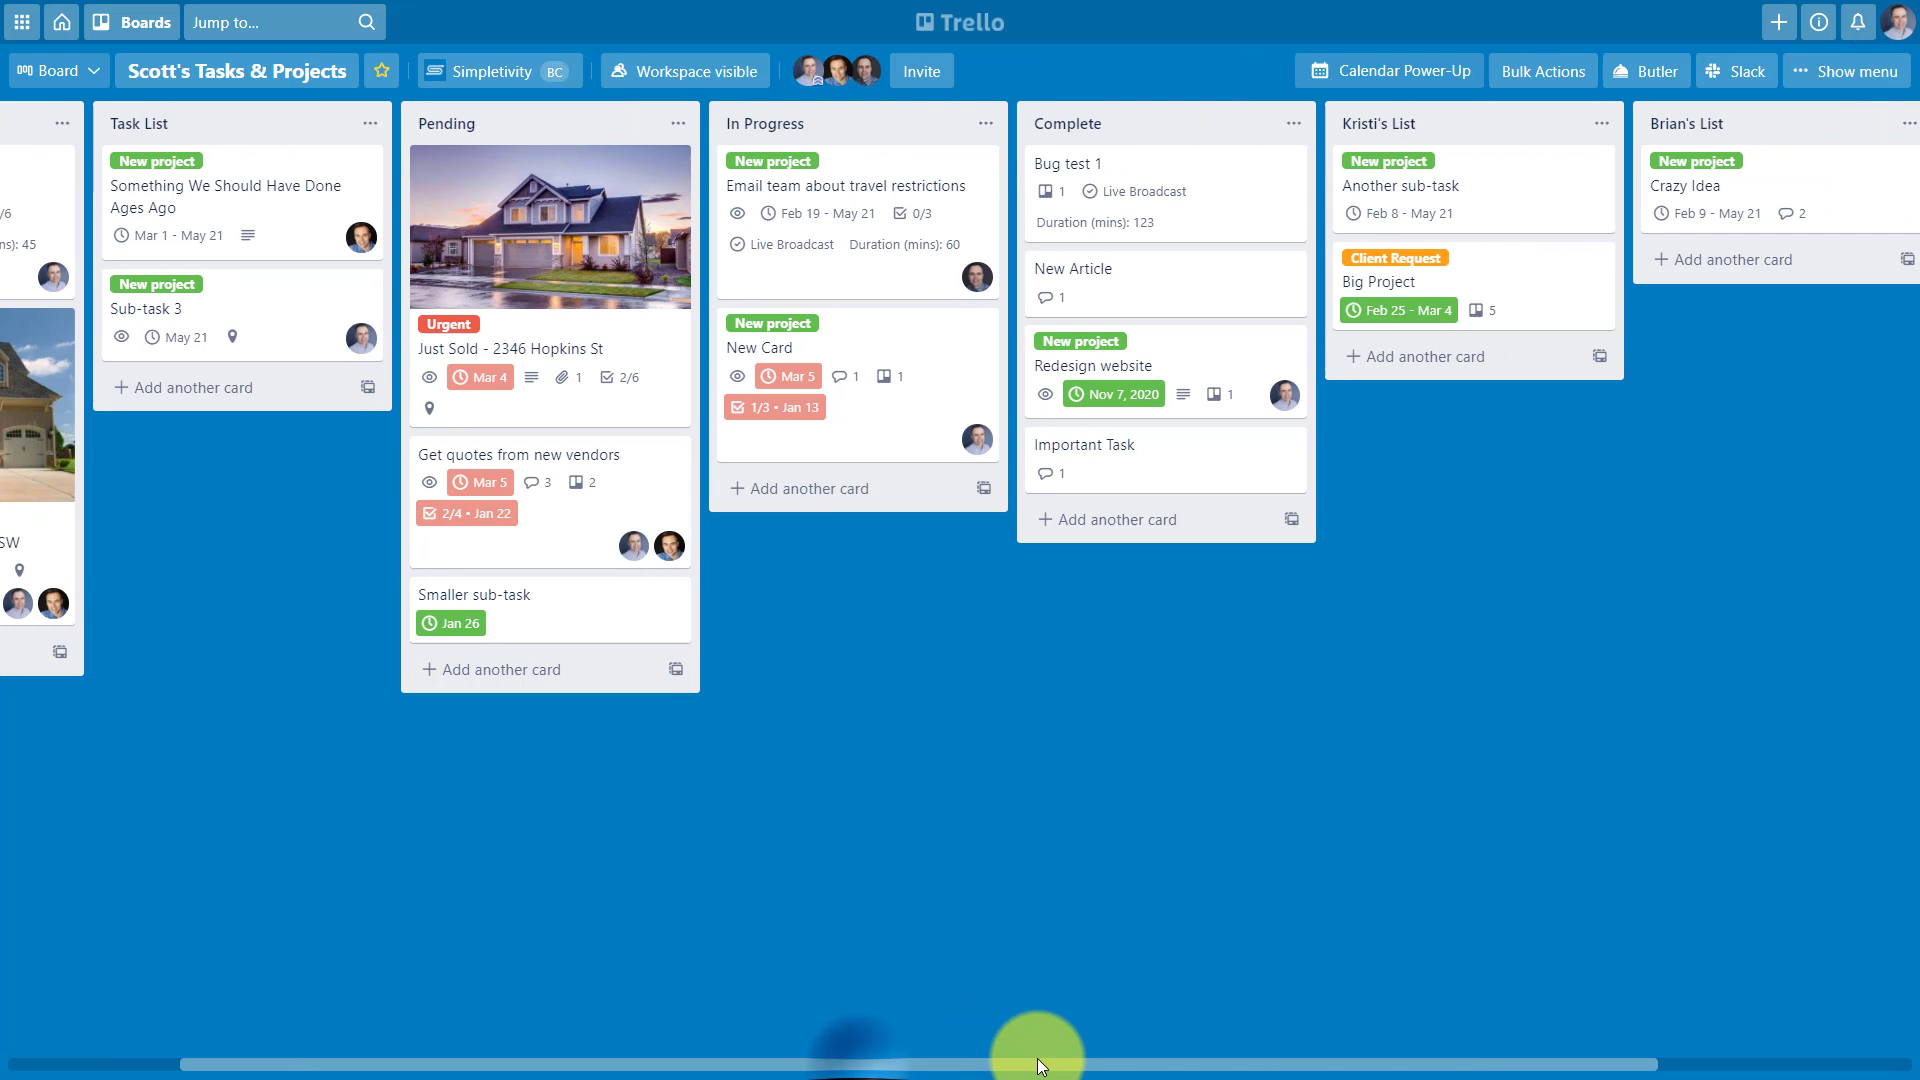 Boards
Jump to...
Trello
Board
Scott's Tasks & Projects
Simpletivity BC
Workspace visible
Invite
Calendar Power-Up
Bulk Actions
Butler
Slack
Show menu
/6
ns): 45
SW
Task List
New project
Something We Should Have Done
Ages Ago
Mar 1 - May 21
New project
Sub-task 3
May 21
Add another card
Pending
Urgent
Just Sold - 2346 Hopkins St
Mar 4 1 2/6
Get quotes from new vendors
Mar 5 3 2
2/4 • Jan 22
Smaller sub-task
Jan 26
Add another card
In Progress
New project
Email team about travel restrictions
Feb 19 - May 21 0/3
Live Broadcast Duration (mins): 60
New project
New Card
Mar 5 1 1
1/3 • Jan 13
Add another card
Complete
Bug test 1
1 Live Broadcast
Duration (mins): 123
New Article
1
New project
Redesign website
Nov 7, 2020 1
Important Task
1
Add another card
Kristi's List
New project
Another sub-task
Feb 8 - May 21
Client Request
Big Project
Feb 25 - Mar 4 5
Add another card
Brian's List
New project
Crazy Idea
Feb 9 - May 21 2
Add another card